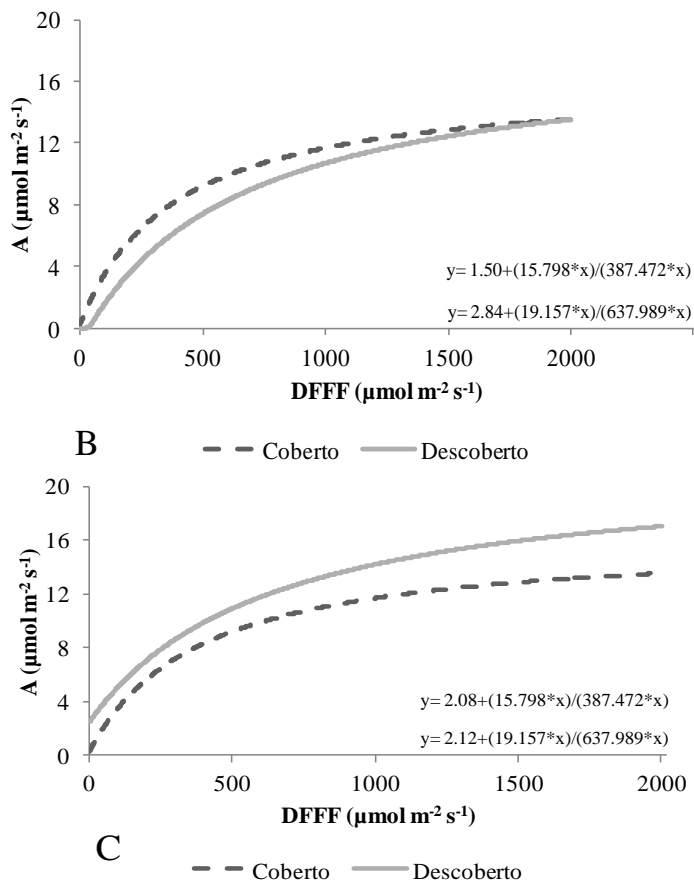 20
16
12
8
4
0
A (µmol m-2 s-1)
y= 1.50+(15.798*x)/(387.472*x)
y= 2.84+(19.157*x)/(637.989*x)
0 500 1000 1500 2000
DFFF (µmol m-2 s-1)
B
Coberto Descoberto
20
16
12
8
4
0
A (µmol m-2 s-1)
y= 2.08+(15.798*x)/(387.472*x)
y= 2.12+(19.157*x)/(637.989*x)
0 500 1000 1500 2000
DFFF (µmol m-2 s-1)
C
Coberto Descoberto